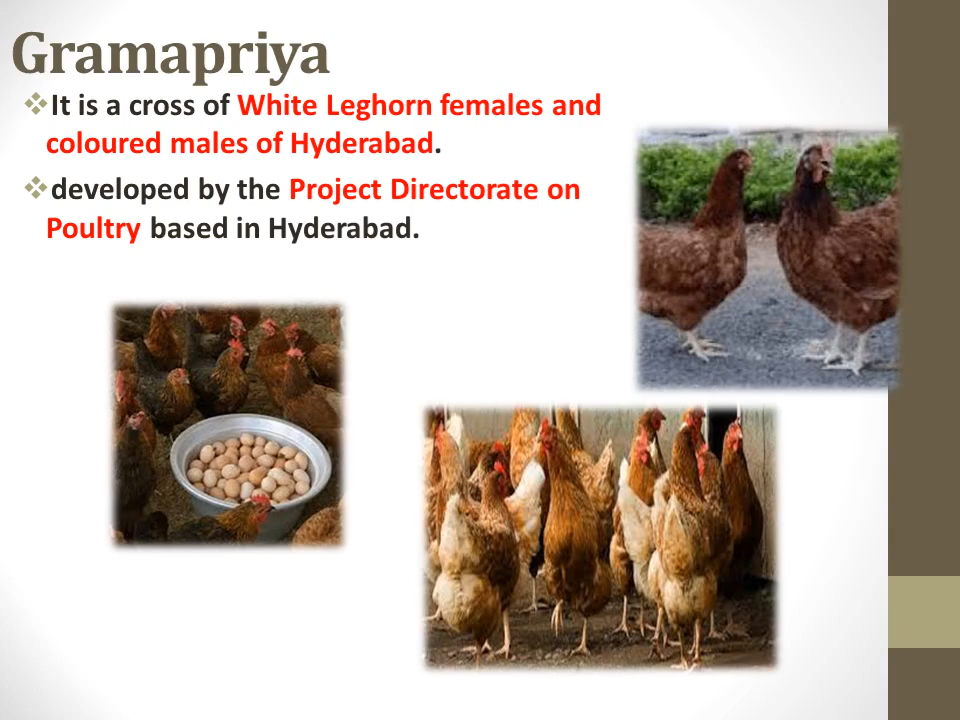 Gramapriya
❖It is a cross of White Leghorn females and
coloured males of Hyderabad.
❖developed by the Project Directorate on
Poultry based in Hyderabad.